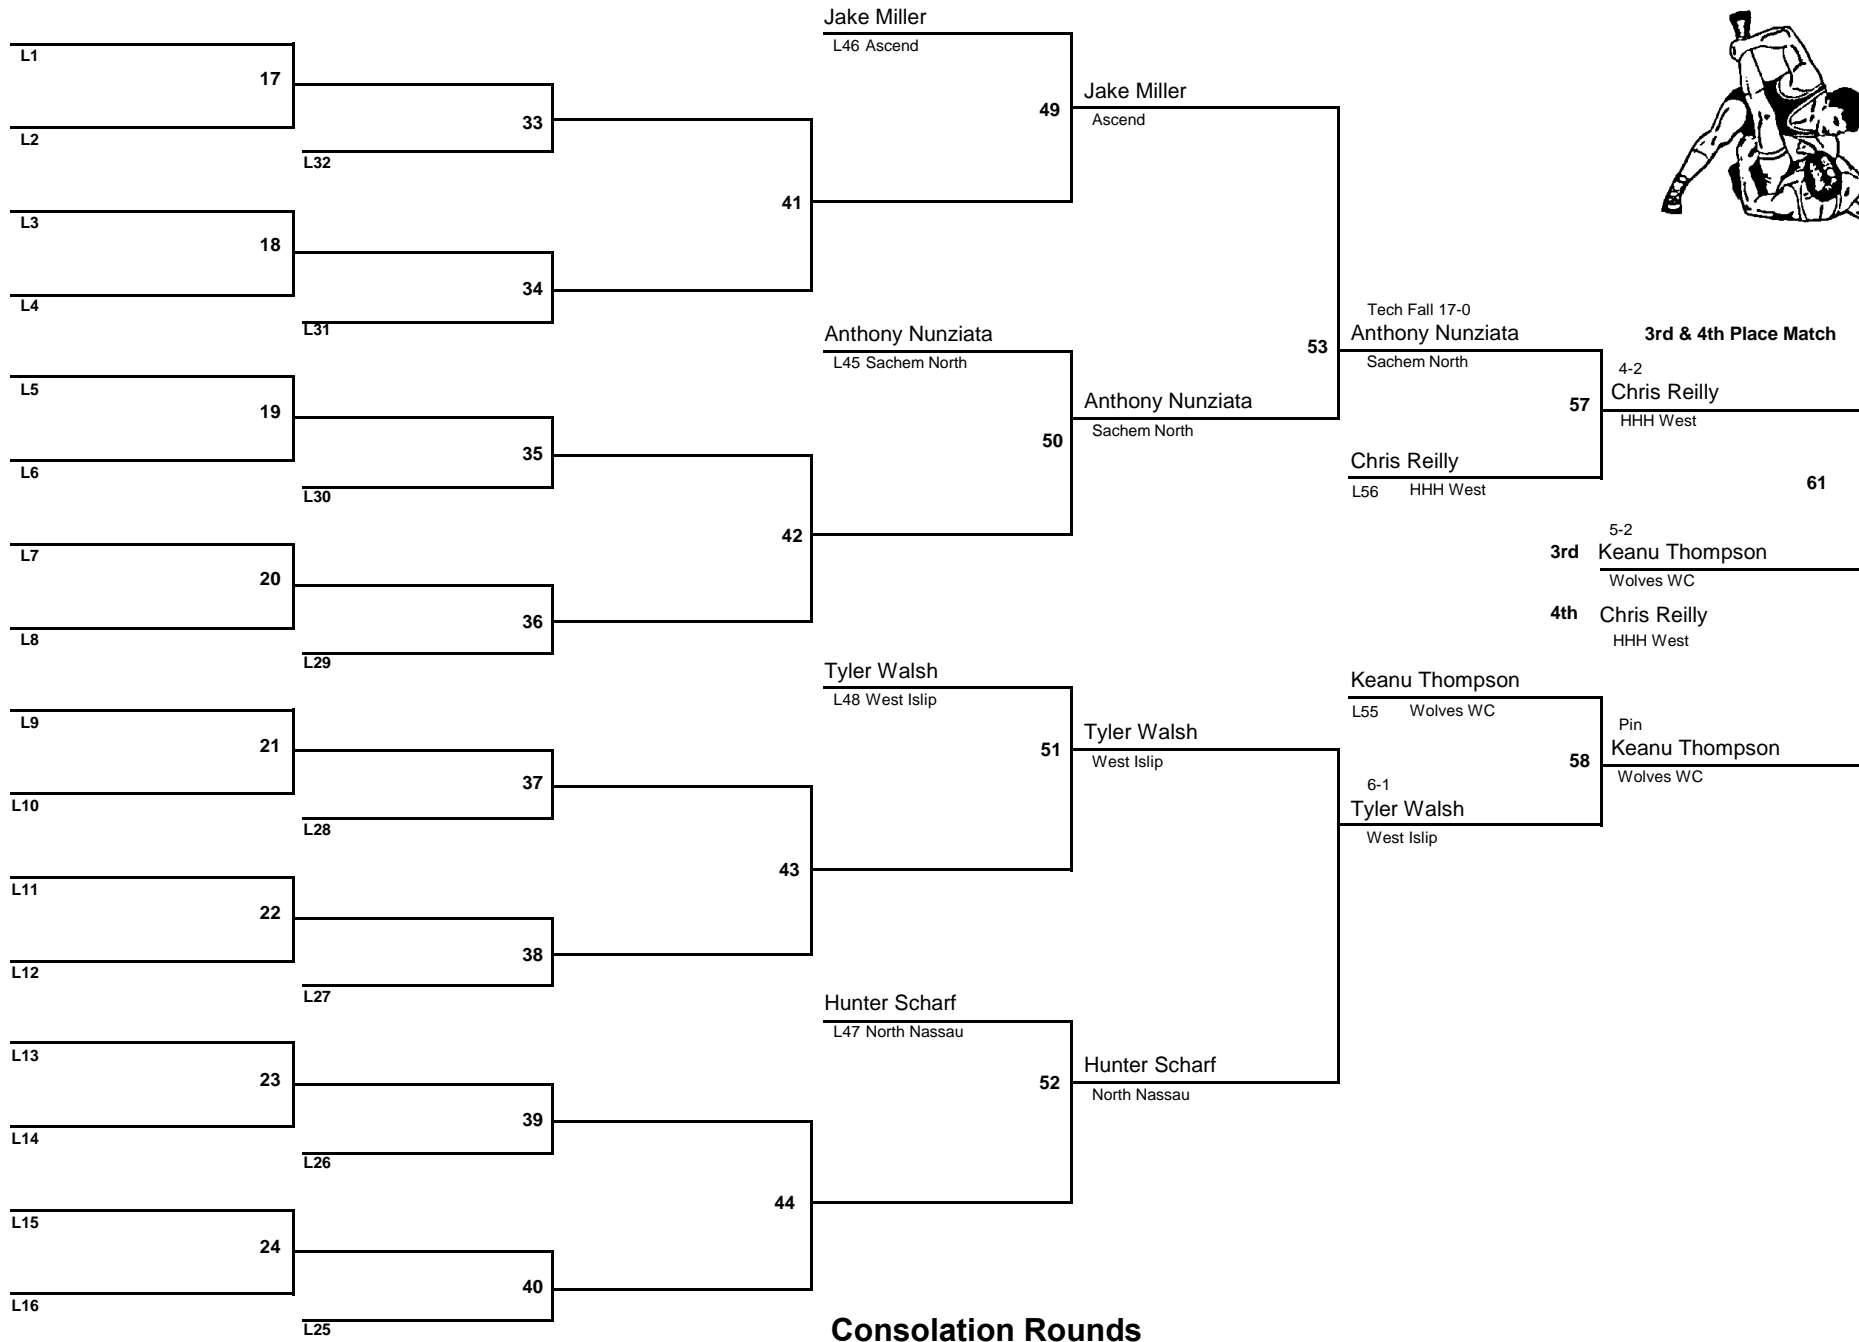 L1
17
L2
33
L32
L3
18
L4
34
L31
41
L5
19
L6
35
L30
L7
20
L8
36
L29
42
L9
21
L10
37
L28
L11
22
L12
38
L27
43
L13
23
L14
39
L26
L15
24
L16
40
L25
44
Jake Miller
L46 Ascend
49
Jake Miller
Ascend
Anthony Nunziata
L45 Sachem North
50
Anthony Nunziata
Sachem North
53
Tech Fall 17-0
Anthony Nunziata
Sachem North
57
Chris Reilly
L56 HHH West
3rd & 4th Place Match
4-2
Chris Reilly
HHH West
61
5-2
3rd Keanu Thompson
Wolves WC
4th Chris Reilly
HHH West
Tyler Walsh
L48 West Islip
51
Tyler Walsh
West Islip
Hunter Scharf
L47 North Nassau
52
Hunter Scharf
North Nassau
Keanu Thompson
L55 Wolves WC
58
6-1
Tyler Walsh
West Islip
Pin
Keanu Thompson
Wolves WC
Consolation Rounds